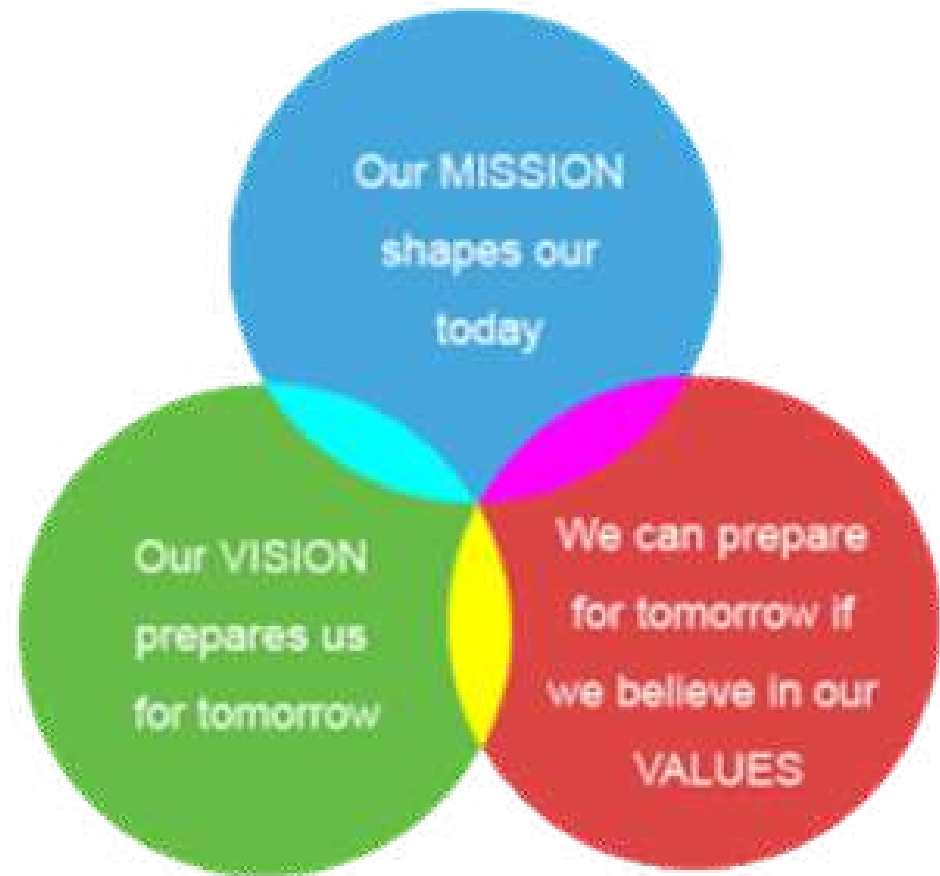 Our MISSION
shapes our
today
Our VISION
prepares us
for tomorrow
We can prepare
for tomorrow if
we believe in our
VALUES